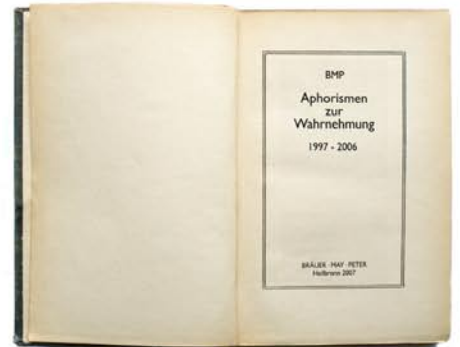 BMP
Aphorismen
zur
Wahrnehmung
1997 - 2006
BRÄUER · MAY · PETER
Heilbronn 2007